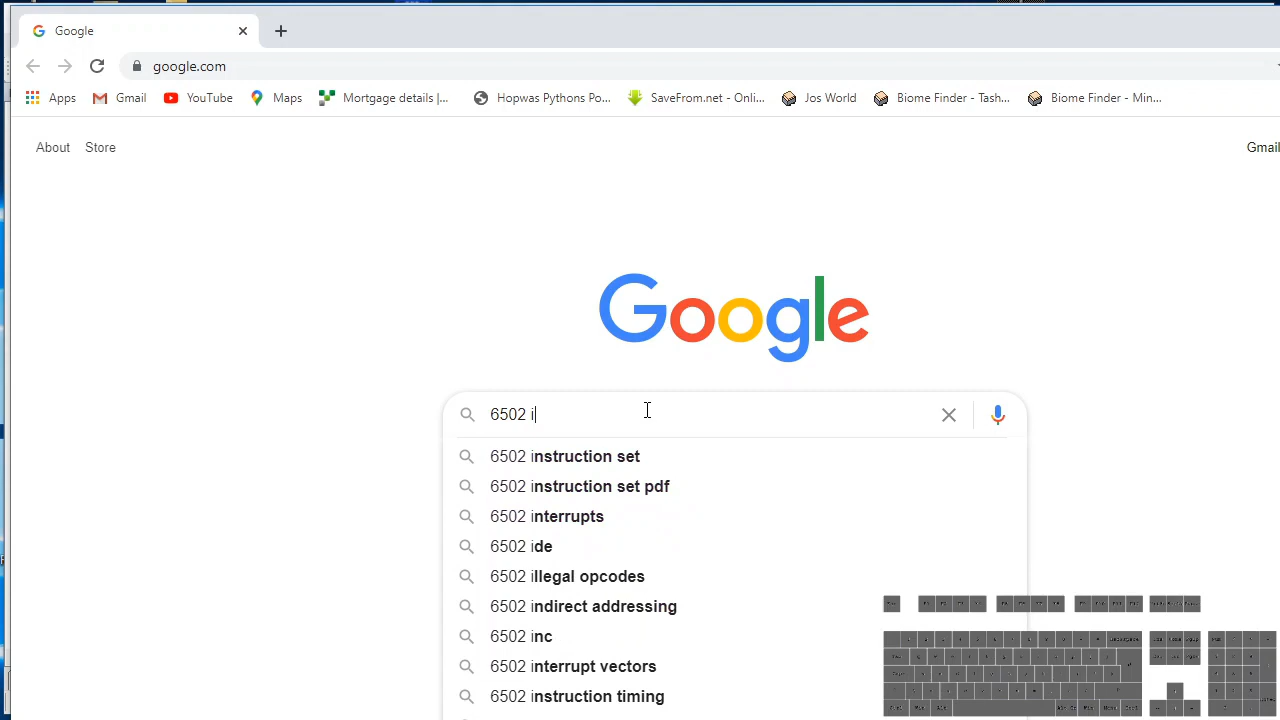 Google
google.com
Apps Gmail YouTube Maps Mortgage details |... Hopwas Pythons Po... SaveFrom.net - Onli... Jos World Biome Finder - Tash... Biome Finder - Min...
About Store Gmail
Google
6502 i
6502 instruction set
6502 instruction set pdf
6502 interrupts
6502 ide
6502 illegal opcodes
6502 indirect addressing
6502 inc
6502 interrupt vectors
6502 instruction timing